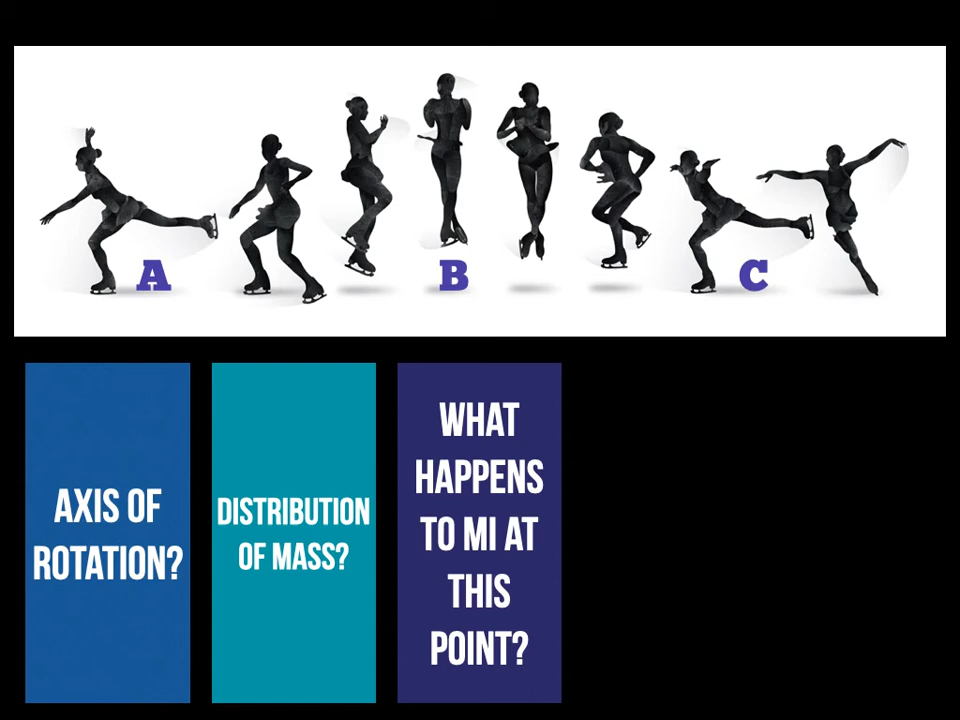 A
B
C
AXIS OF
ROTATION?
DISTRIBUTION
OF MASS?
WHAT
HAPPENS
TO MI AT
THIS
POINT?